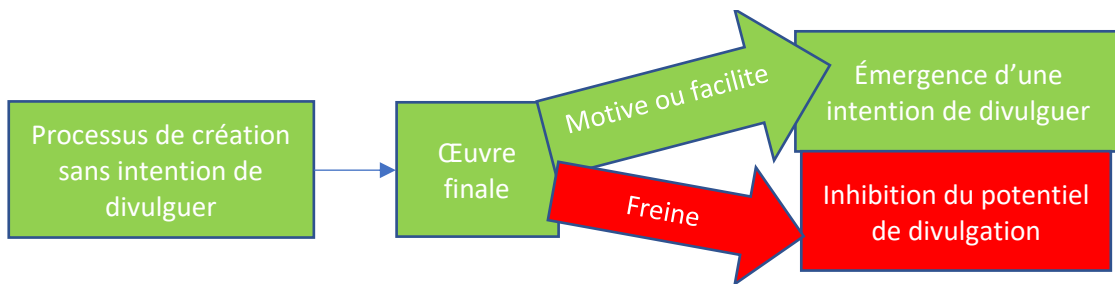 Processus de création
sans intention de
divulguer
Œuvre
finale
Motive ou facilite
Freine
Émergence d’une
intention de divulguer
Inhibition du potentiel
de divulgation